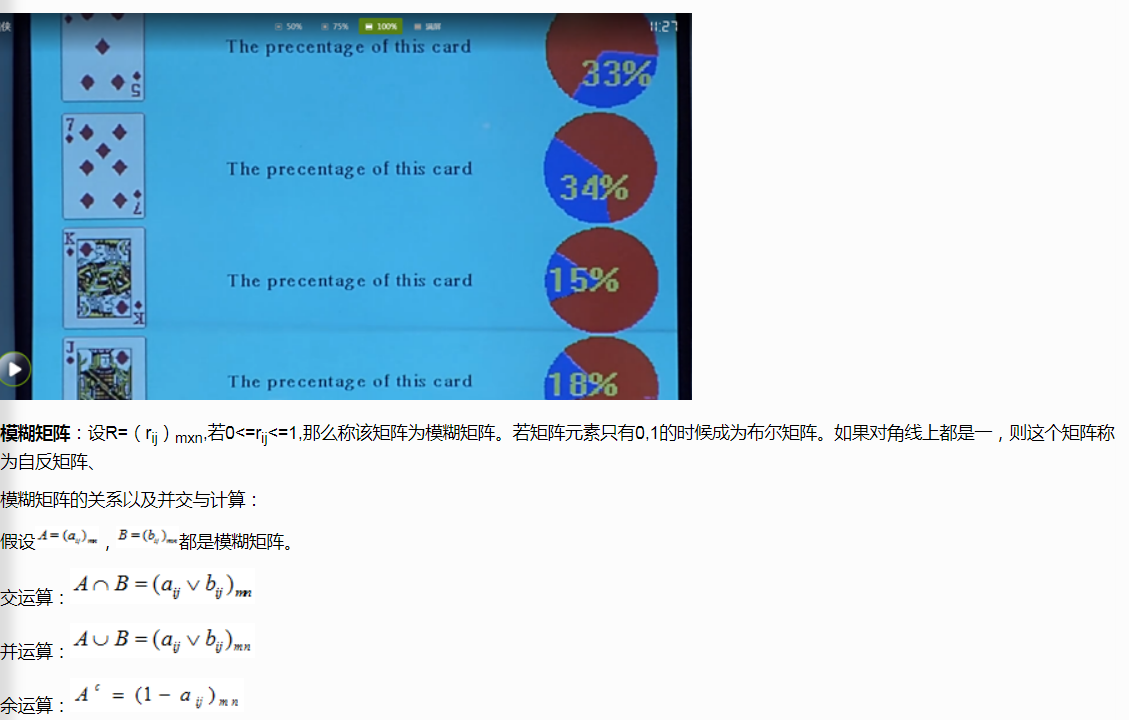 侠
50% 75% 100% 11:27
The precentage of this card
33%
5
7
The precentage of this card
34%
7
K
The precentage of this card
15%
K
J
The precentage of this card
18%
模糊矩阵：设R=（rij）mxn,若0<=rij<=1,那么称该矩阵为模糊矩阵。若矩阵元素只有0,1的时候成为布尔矩阵。如果对角线上都是一，则这个矩阵称
为自反矩阵、
模糊矩阵的关系以及并交与计算：
假设A=(aij)mn，B=(bij)mn都是模糊矩阵。
交运算：A∩B=(aij∨bij)mn
并运算：A∪B=(aij∨bij)mn
余运算：A^c = (1−aij)mn